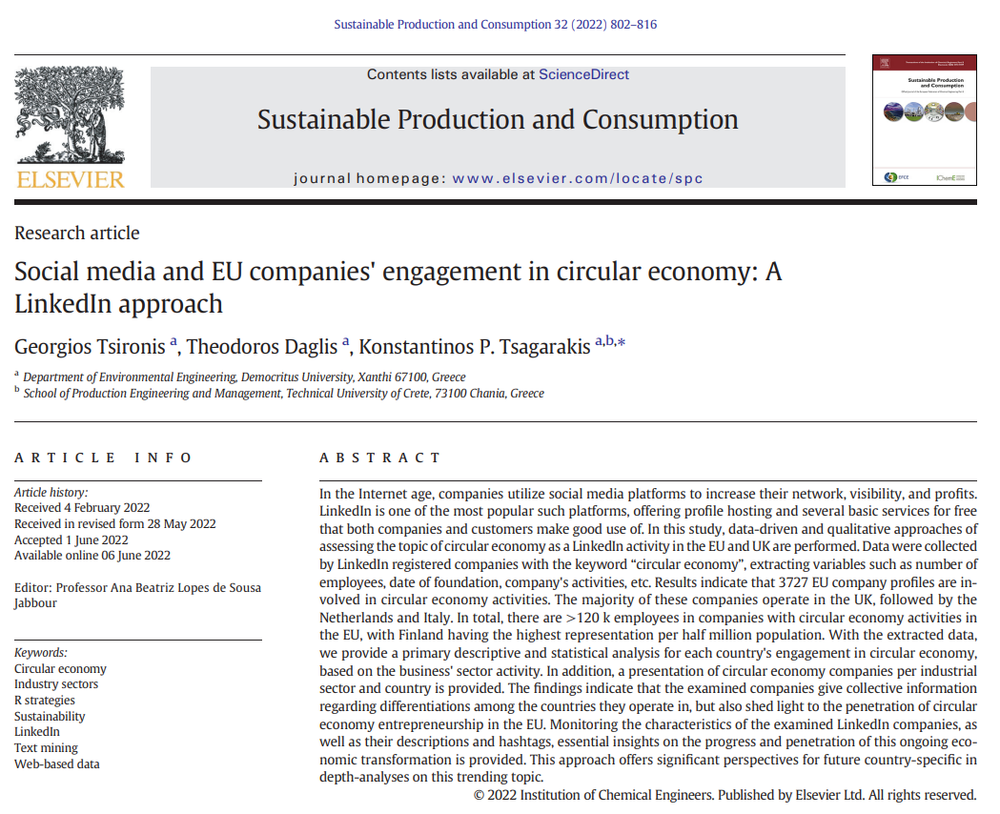 Sustainable Production and Consumption 32 (2022) 802–816
Contents lists available at ScienceDirect
Sustainable Production and Consumption
journal homepage: www.elsevier.com/locate/spc
ELSEVIER
Sustainable Production
and Consumption
EFCE
IChemE
Research article
Social media and EU companies' engagement in circular economy: A
LinkedIn approach
Georgios Tsironis a, Theodoros Daglis a, Konstantinos P. Tsagarakis a,b,*
a Department of Environmental Engineering, Democritus University, Xanthi 67100, Greece
b School of Production Engineering and Management, Technical University of Crete, 73100 Chania, Greece
ARTICLE INFO
Article history:
Received 4 February 2022
Received in revised form 28 May 2022
Accepted 1 June 2022
Available online 06 June 2022
Editor: Professor Ana Beatriz Lopes de Sousa
Jabbour
Keywords:
Circular economy
Industry sectors
R strategies
Sustainability
LinkedIn
Text mining
Web-based data
ABSTRACT
In the Internet age, companies utilize social media platforms to increase their network, visibility, and profits.
LinkedIn is one of the most popular such platforms, offering profile hosting and several basic services for free
that both companies and customers make good use of. In this study, data-driven and qualitative approaches of
assessing the topic of circular economy as a LinkedIn activity in the EU and UK are performed. Data were collected
by LinkedIn registered companies with the keyword “circular economy”, extracting variables such as number of
employees, date of foundation, company's activities, etc. Results indicate that 3727 EU company profiles are in-
volved in circular economy activities. The majority of these companies operate in the UK, followed by the
Netherlands and Italy. In total, there are >120 k employees in companies with circular economy activities in
the EU, with Finland having the highest representation per half million population. With the extracted data,
we provide a primary descriptive and statistical analysis for each country's engagement in circular economy,
based on the business' sector activity. In addition, a presentation of circular economy companies per industrial
sector and country is provided. The findings indicate that the examined companies give collective information
regarding differentiations among the countries they operate in, but also shed light to the penetration of circular
economy entrepreneurship in the EU. Monitoring the characteristics of the examined LinkedIn companies, as
well as their descriptions and hashtags, essential insights on the progress and penetration of this ongoing eco-
nomic transformation is provided. This approach offers significant perspectives for future country-specific in
depth-analyses on this trending topic.
© 2022 Institution of Chemical Engineers. Published by Elsevier Ltd. All rights reserved.